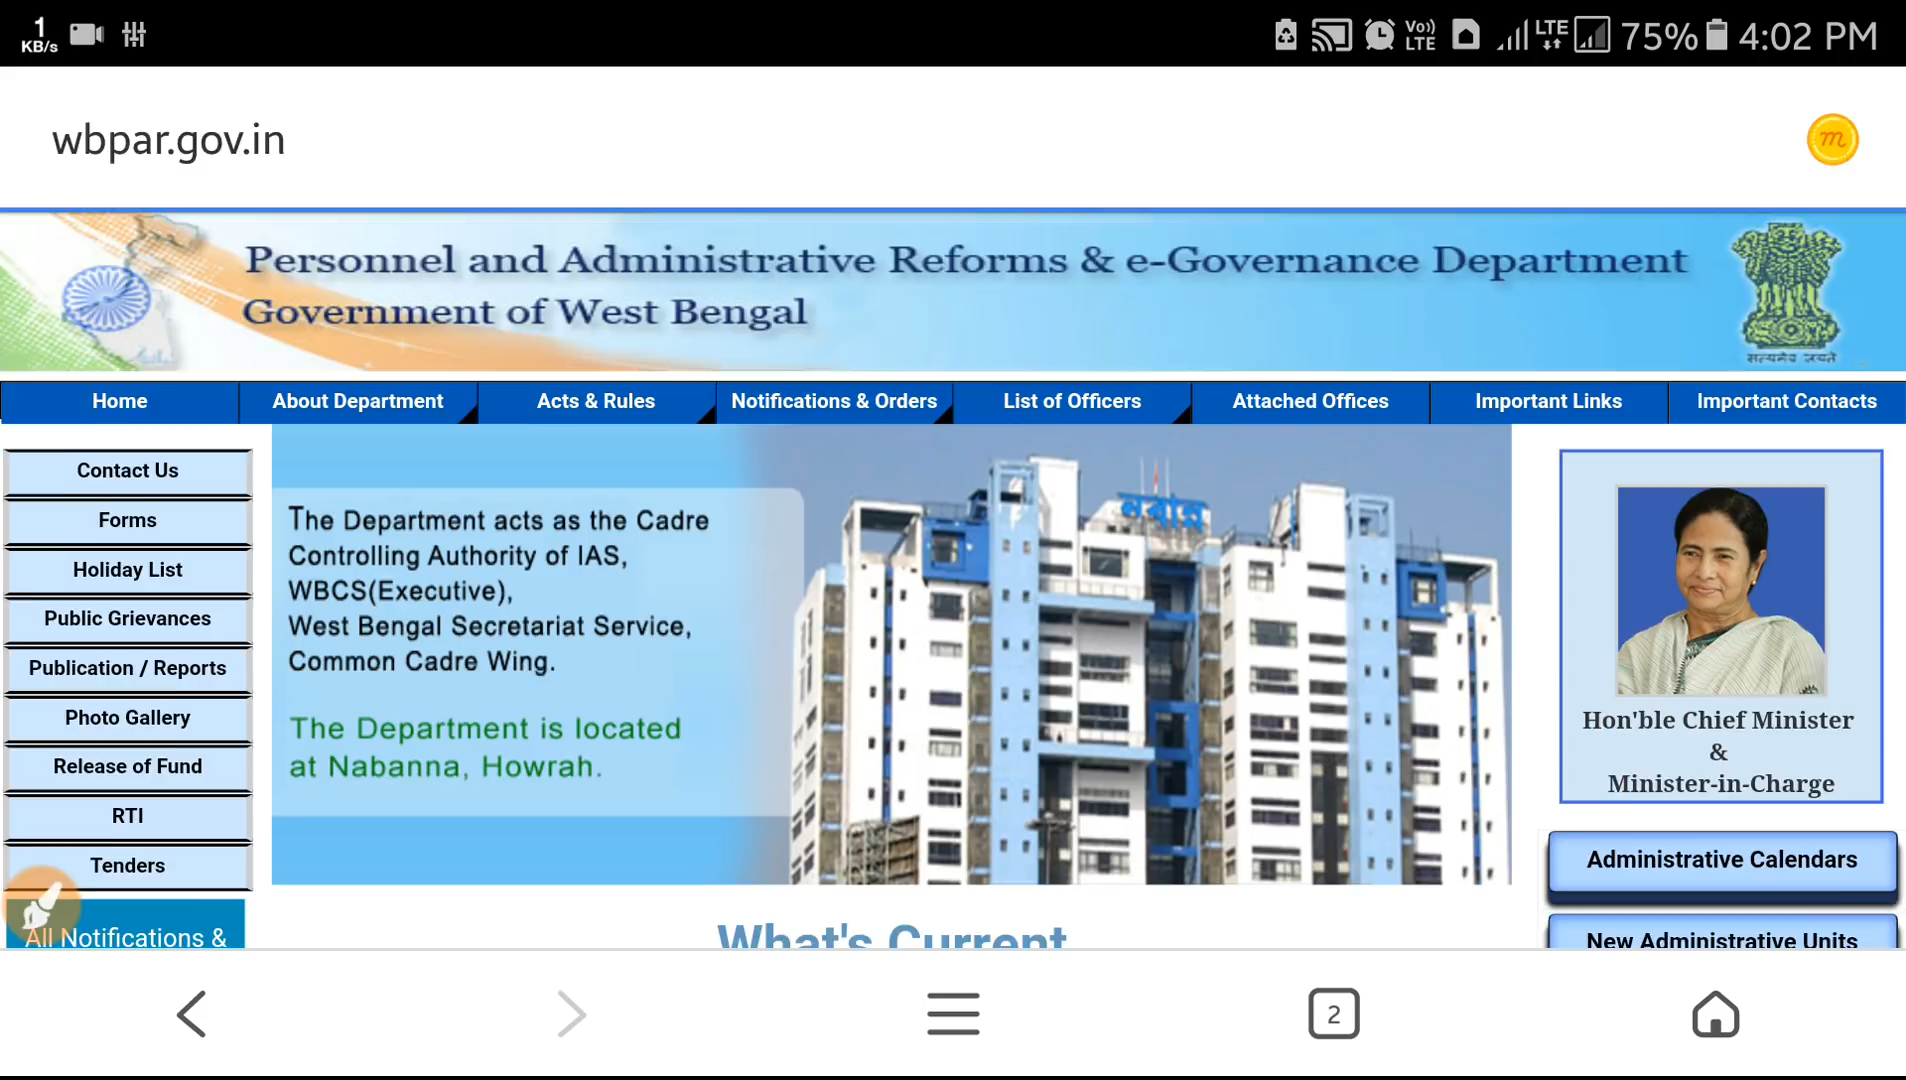 1
KB/s
Vo)
LTE
LTE
75%
4:02 PM
wbpar.gov.in
m
Personnel and Administrative Reforms & e-Governance Department
Government of West Bengal
सत्यमेव जयते
Home
About Department
Acts & Rules
Notifications & Orders
List of Officers
Attached Offices
Important Links
Important Contacts
Contact Us
Forms
Holiday List
Public Grievances
Publication / Reports
Photo Gallery
Release of Fund
RTI
Tenders
All Notifications &
The Department acts as the Cadre
Controlling Authority of IAS,
WBCS(Executive),
West Bengal Secretariat Service,
Common Cadre Wing.
The Department is located
at Nabanna, Howrah.
নবান্ন
Hon'ble Chief Minister
&
Minister-in-Charge
Administrative Calendars
New Administrative Units
What's Current
2